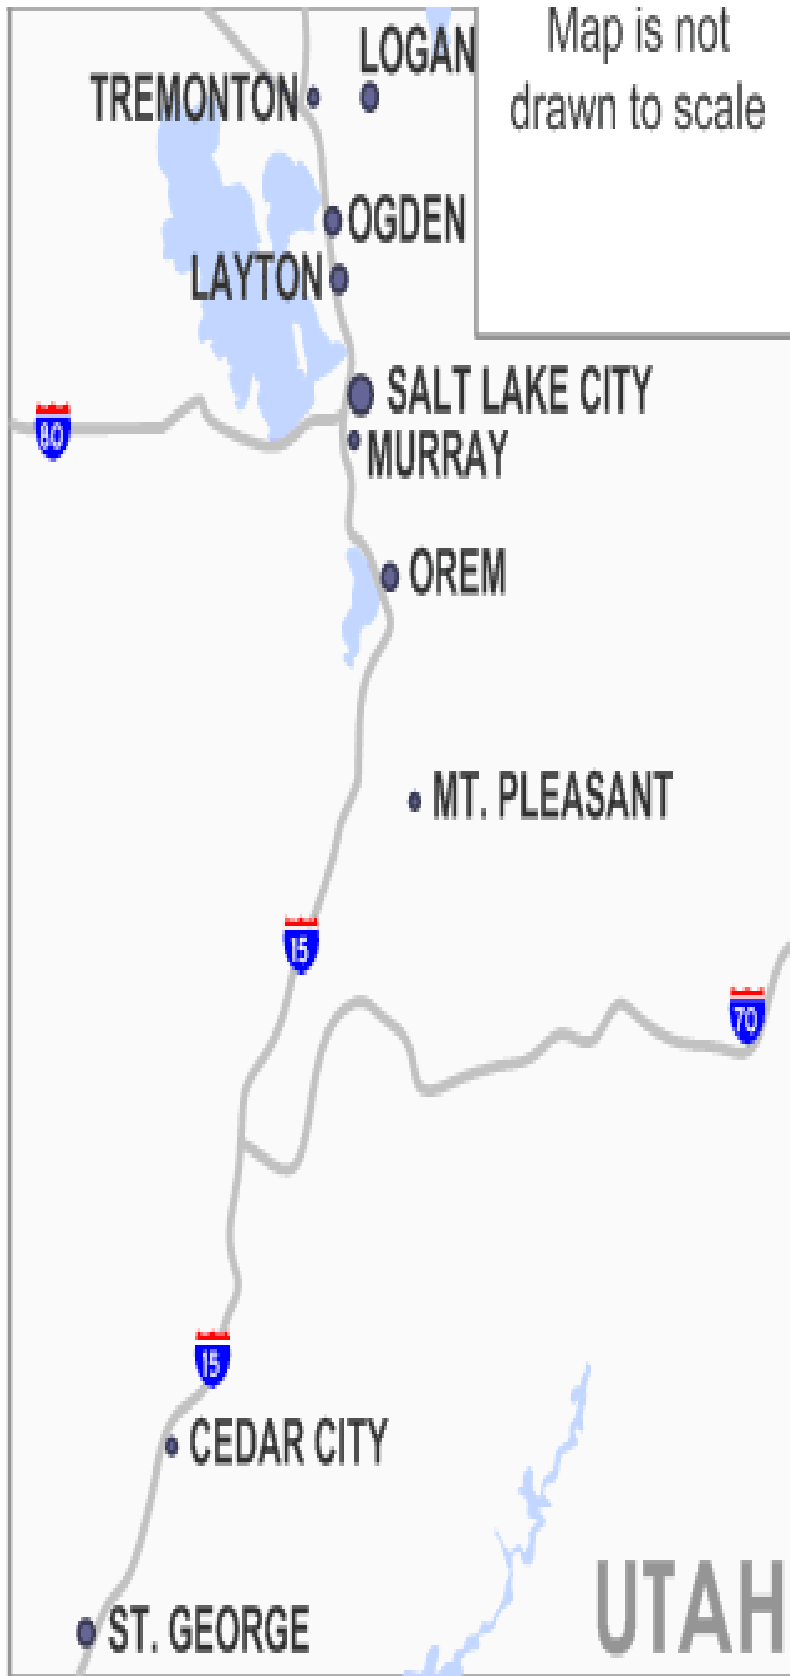 Map is not
drawn to scale
LOGAN
TREMONTON
OGDEN
LAYTON
SALT LAKE CITY
80
MURRAY
OREM
MT. PLEASANT
15
70
15
CEDAR CITY
ST. GEORGE
UTAH